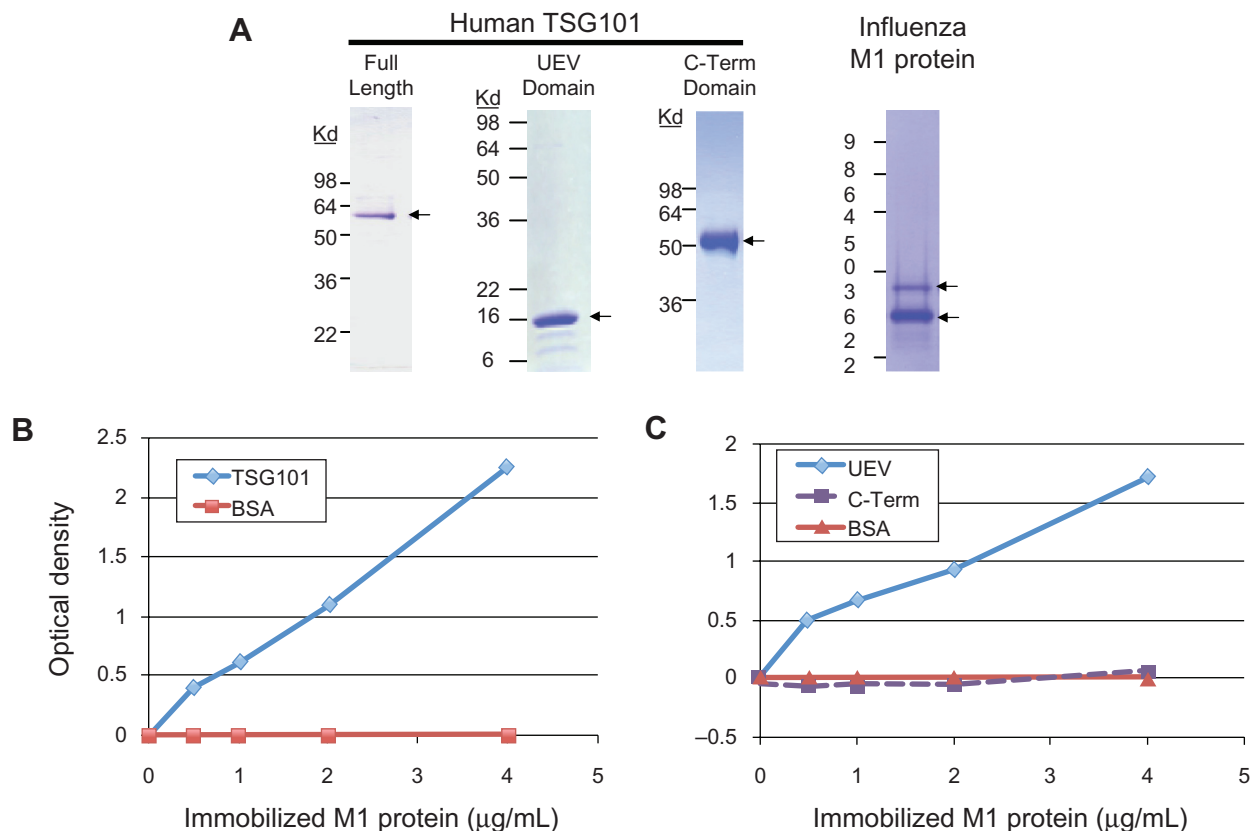 A
Human TSG101
Influenza
M1 protein
Full
Length
UEV
Domain
C-Term
Domain
Kd
98
64
50
36
22
Kd
98
64
50
36
22
16
6
Kd
98
64
50
36
9
8
6
4
5
0
3
6
2
2
B
Optical density
2.5
2
1.5
1
0.5
0
TSG101
BSA
0 1 2 3 4 5
Immobilized M1 protein (μg/mL)
C
2
1.5
1
0.5
0
–0.5
UEV
C-Term
BSA
0 1 2 3 4 5
Immobilized M1 protein (μg/mL)